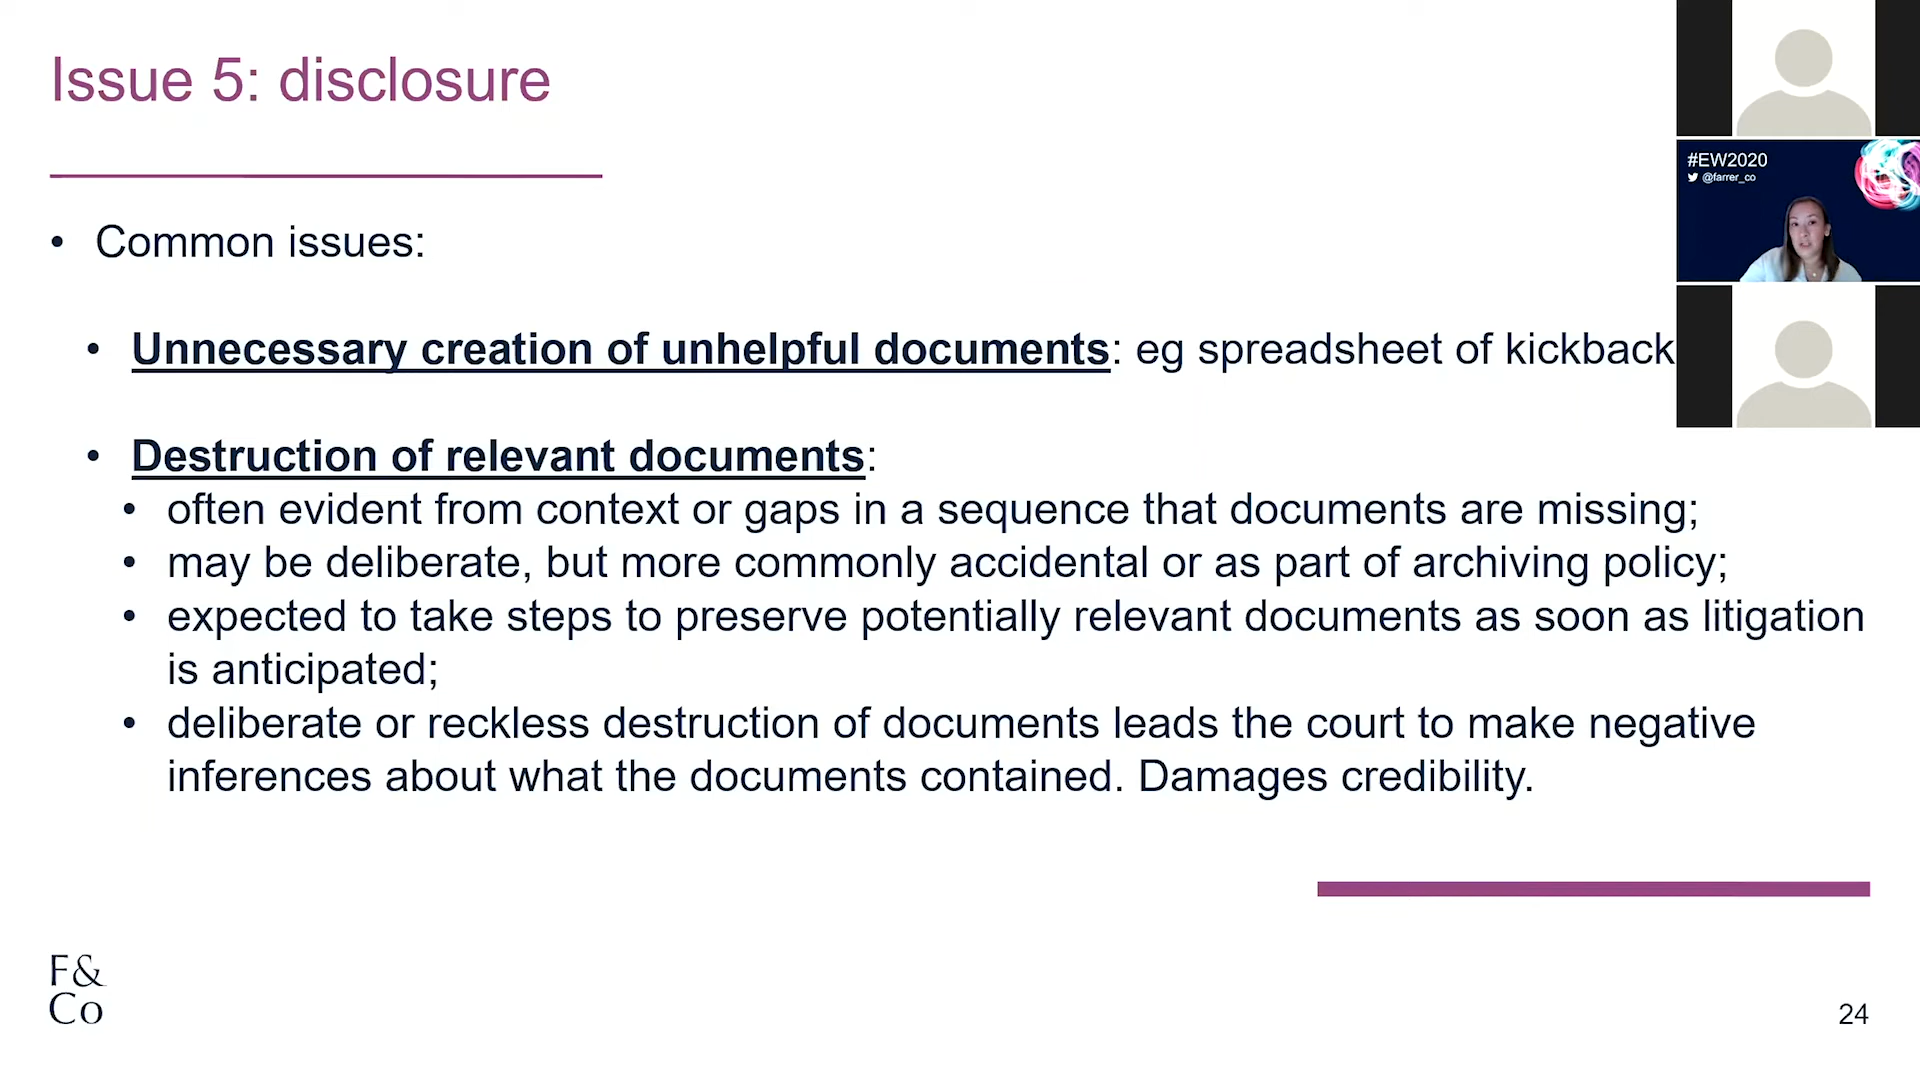 Issue 5: disclosure
#EW2020
@farrer_co
• Common issues:
• Unnecessary creation of unhelpful documents: eg spreadsheet of kickback
• Destruction of relevant documents:
• often evident from context or gaps in a sequence that documents are missing;
• may be deliberate, but more commonly accidental or as part of archiving policy;
• expected to take steps to preserve potentially relevant documents as soon as litigation
is anticipated;
• deliberate or reckless destruction of documents leads the court to make negative
inferences about what the documents contained. Damages credibility.
F&
Co
24